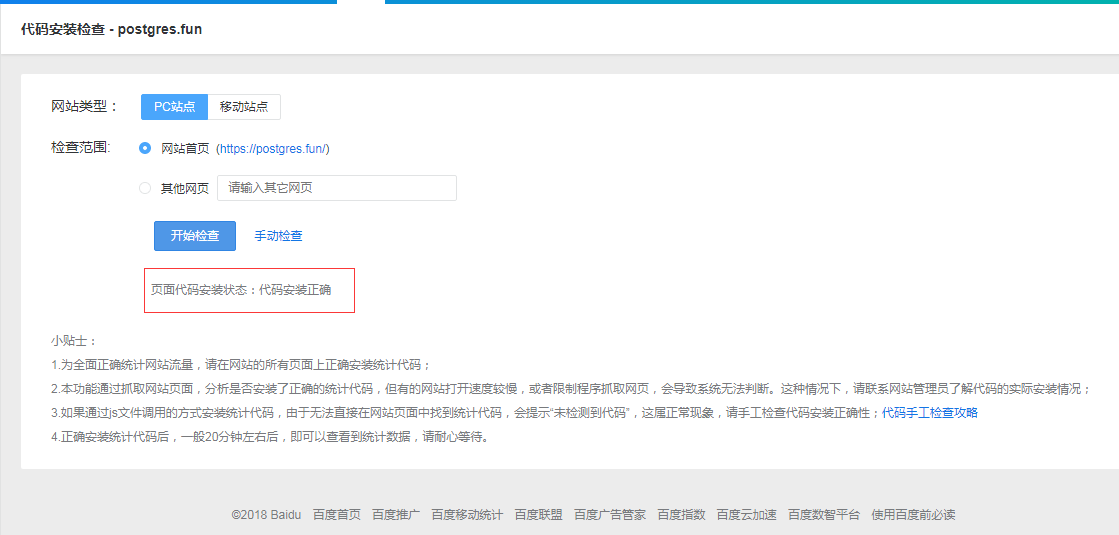 代码安装检查 - postgres.fun
网站类型： PC站点 移动站点
检查范围: 网站首页 (https://postgres.fun/)
其他网页 请输入其它网页
开始检查 手动检查
页面代码安装状态：代码安装正确
小贴士：
1.为全面正确统计网站流量，请在网站的所有页面上正确安装统计代码；
2.本功能通过抓取网站页面，分析是否安装了正确的统计代码，但有的网站打开速度较慢，或者限制程序抓取网页，会导致系统无法判断。这种情况下，请联系网站管理员了解代码的实际安装情况；
3.如果通过js文件调用的方式安装统计代码，由于无法直接在网站页面中找到统计代码，会提示“未检测到代码”，这属正常现象，请手工检查代码安装正确性；代码手工检查攻略
4.正确安装统计代码后，一般20分钟左右后，即可以查看到统计数据，请耐心等待。
©2018 Baidu 百度首页 百度推广 百度移动统计 百度联盟 百度广告管家 百度指数 百度云加速 百度数智平台 使用百度前必读